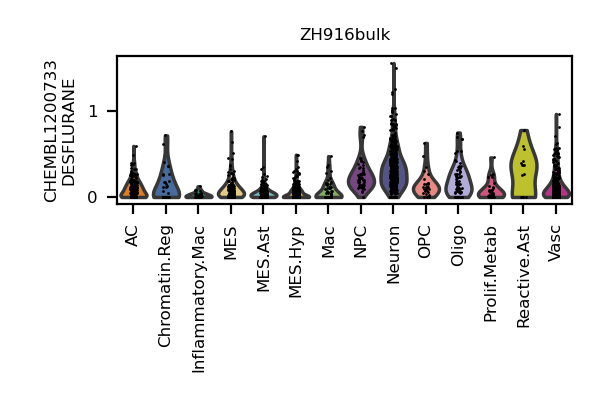 ZH916bulk
CHEMBL1200733
DESFLURANE
1
0
AC
Chromatin.Reg
Inflammatory.Mac
MES
MES.Ast
MES.Hyp
Mac
NPC
Neuron
OPC
Oligo
Prolif.Metab
Reactive.Ast
Vasc